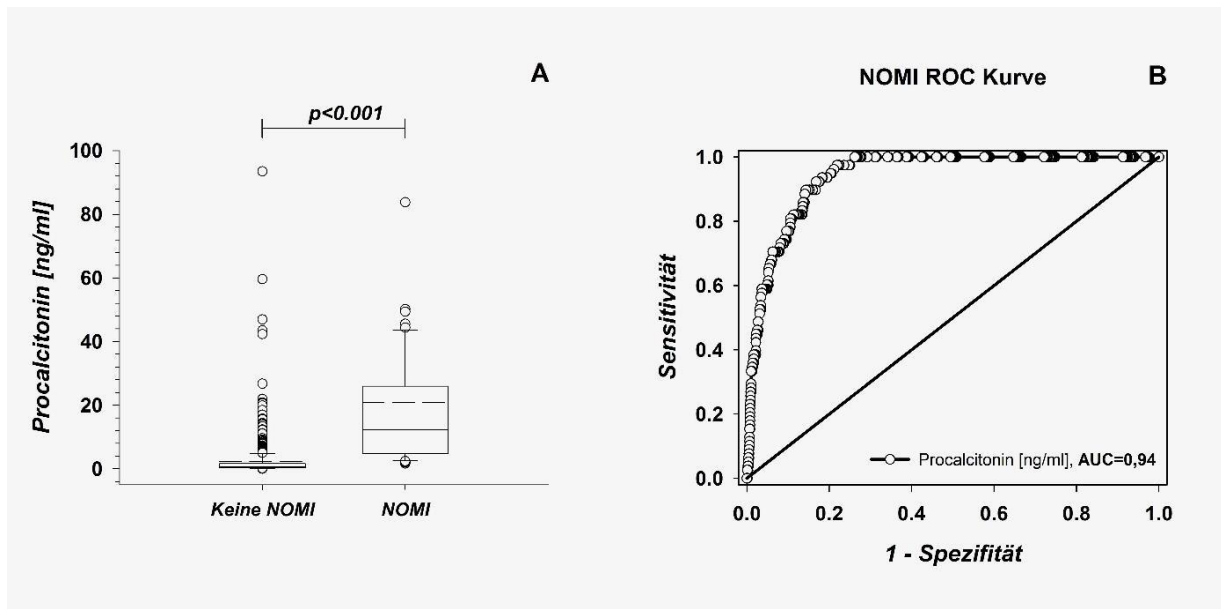 A
p<0.001
Procalcitonin [ng/ml]
100
80
60
40
20
0
Keine NOMI
NOMI
NOMI ROC Kurve
B
Sensitivität
1.0
0.8
0.6
0.4
0.2
0.0
Procalcitonin [ng/ml], AUC=0,94
0.0 0.2 0.4 0.6 0.8 1.0
1 - Spezifität